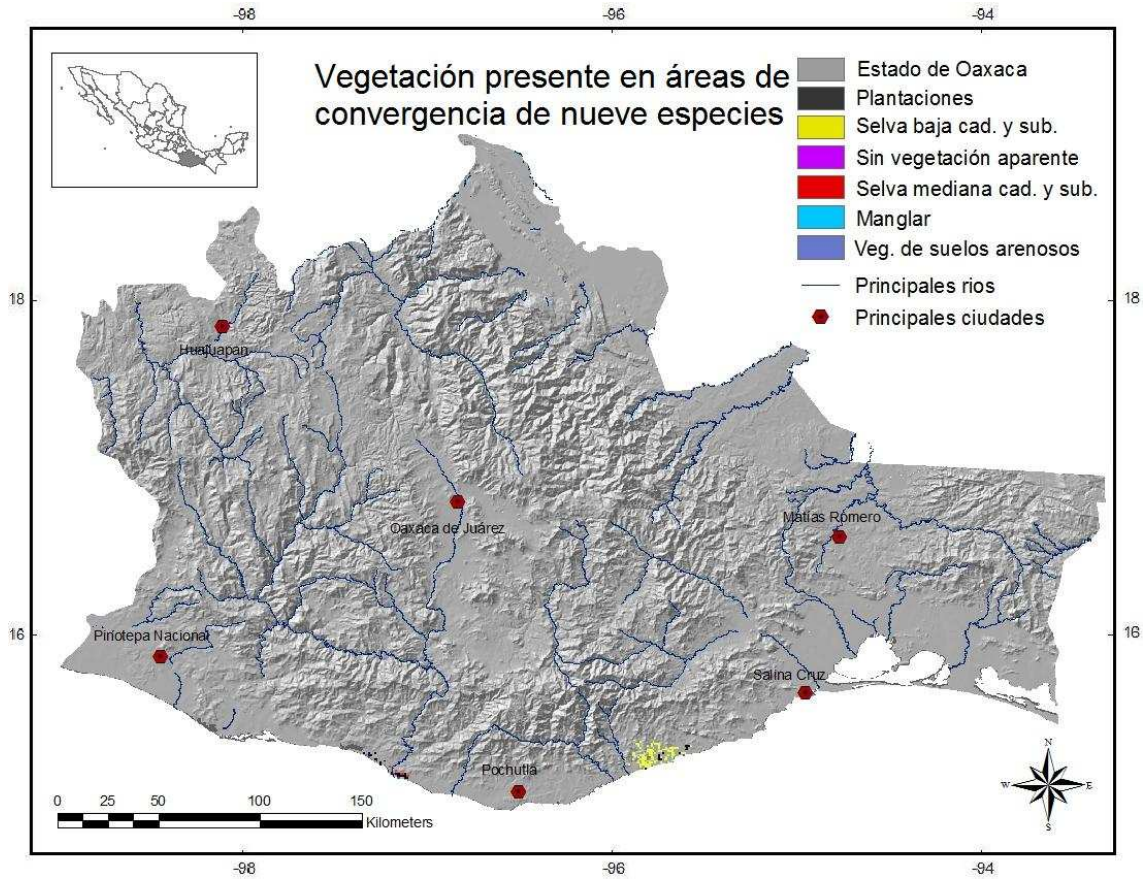 -98
-96
-94
Vegetación presente en áreas de
convergencia de nueve especies
Estado de Oaxaca
Plantaciones
Selva baja cad. y sub.
Sin vegetación aparente
Selva mediana cad. y sub.
Manglar
Veg. de suelos arenosos
Principales rios
Principales ciudades
18
18
Huajuapan
Oaxaca de Juárez
Matías Romero
16
16
Pinotepa Nacional
Salina Cruz
Pochutla
N
W
E
S
0
25
50
100
150
Kilometers
-98
-96
-94